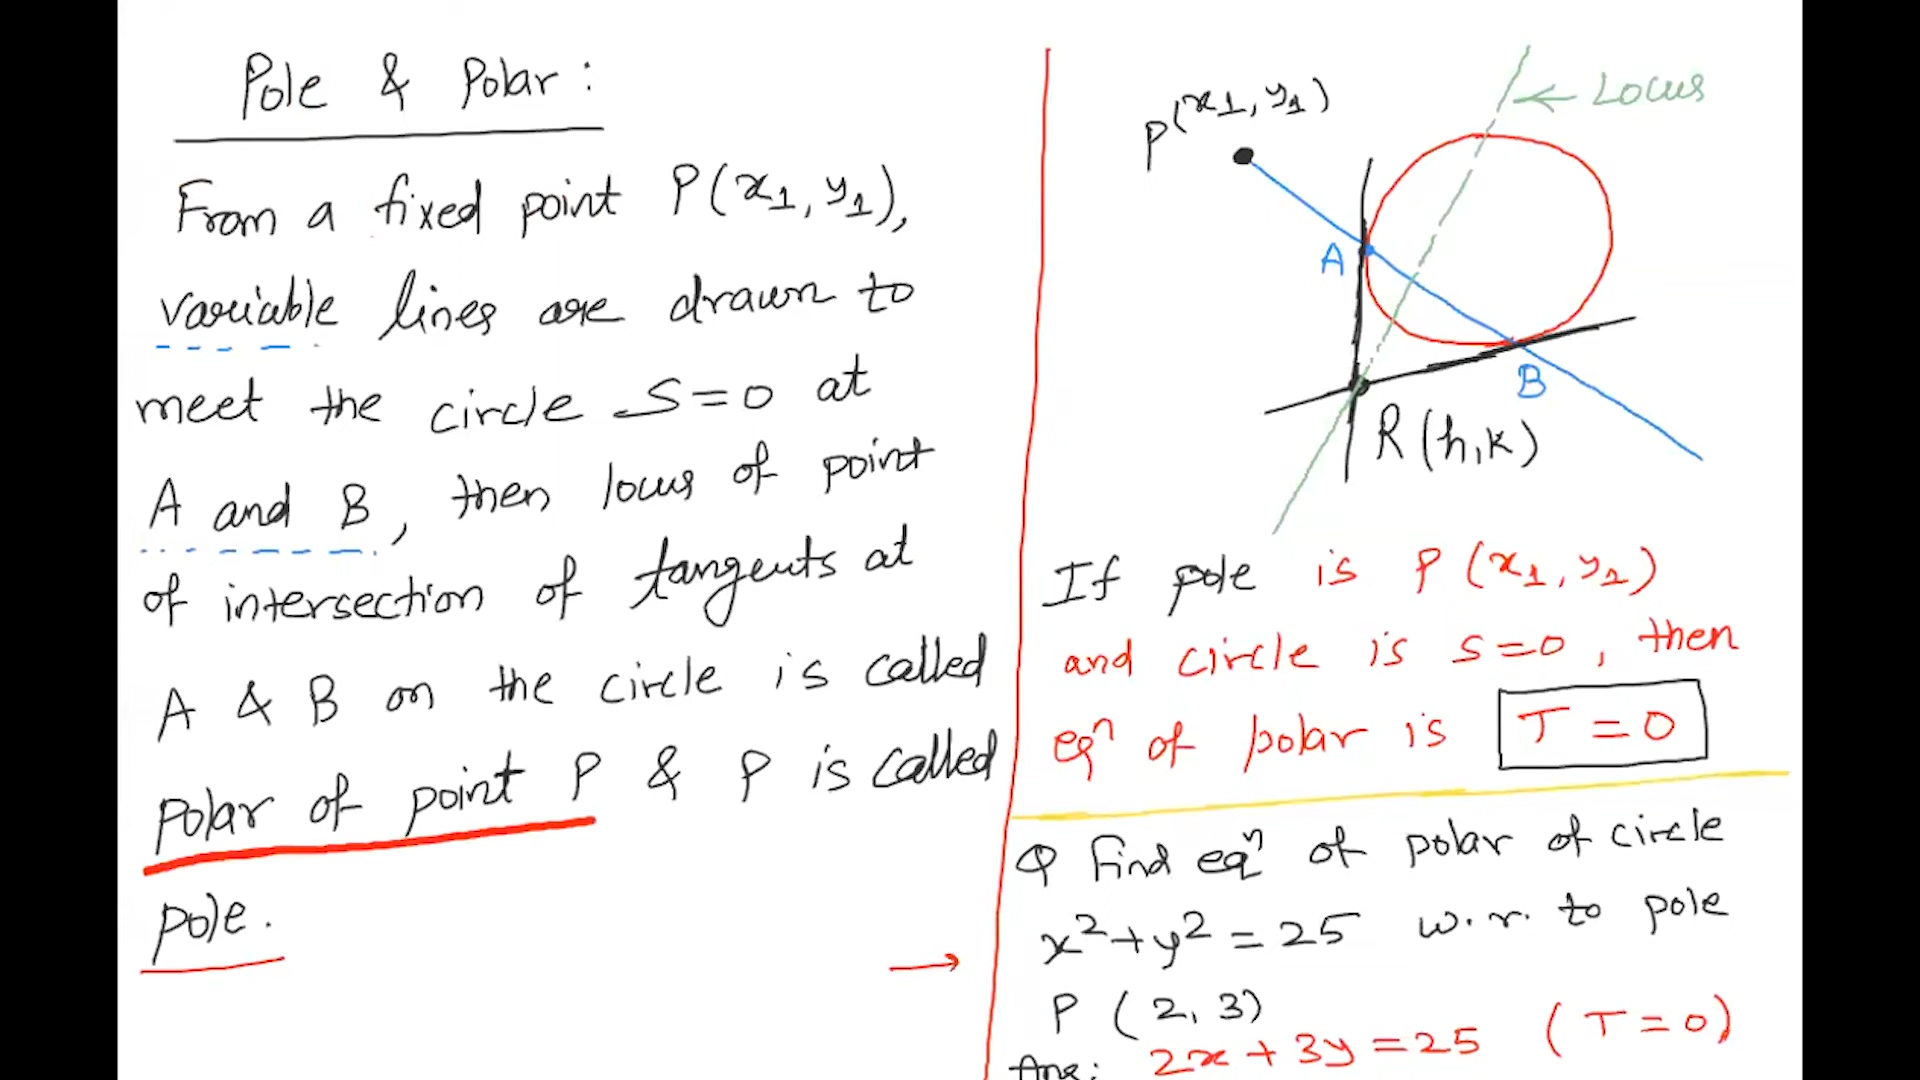 Pole & Polar :
From a fixed point P(x₁, y₁),
variable lines are drawn to
meet the circle S=0 at
A and B, then locus of point
of intersection of tangents at
A & B on the circle is called
polar of point P & P is called
pole.
P(x₁, y₁)
Locus
A
B
R(h,k)
If pole is P (x₁, y₁)
and circle is S=0, then
eqⁿ of polar is T=0
Q Find eqⁿ of polar of circle
x²+y²=25 w.r. to pole
P (2, 3)
Ans: 2x+3y=25 (T=0)